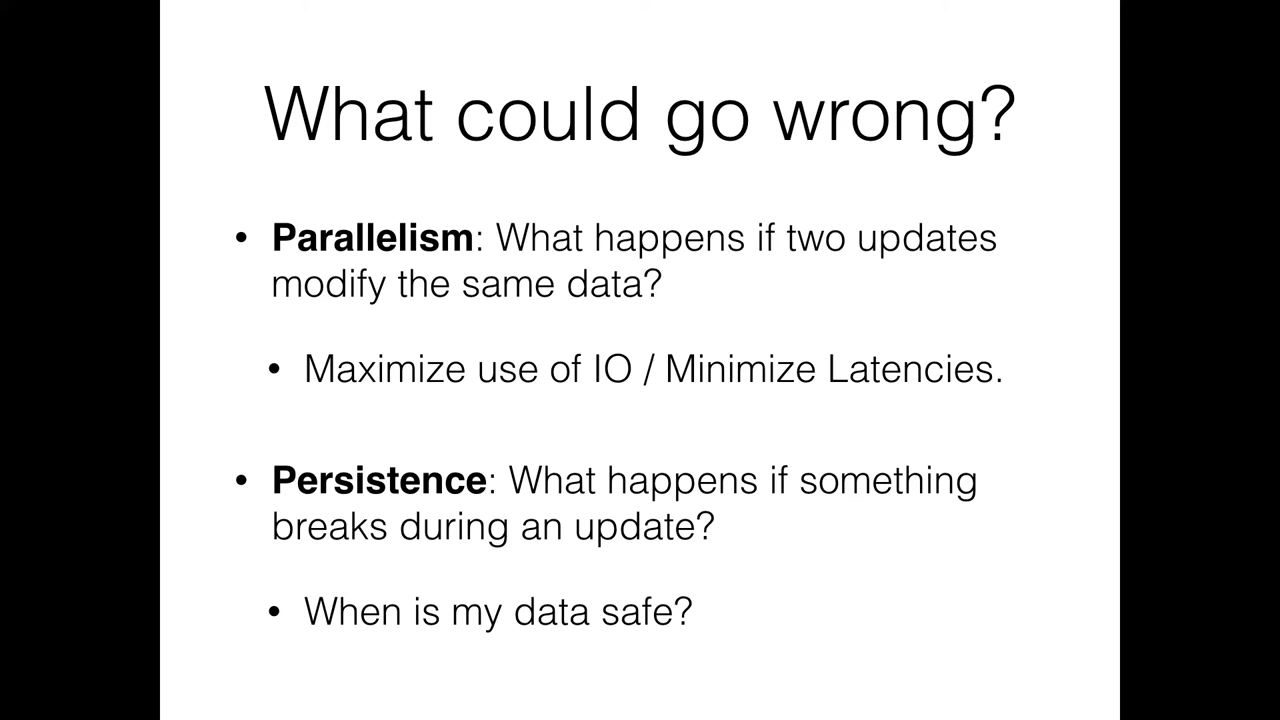 What could go wrong?
• Parallelism: What happens if two updates
modify the same data?
• Maximize use of IO / Minimize Latencies.
• Persistence: What happens if something
breaks during an update?
• When is my data safe?